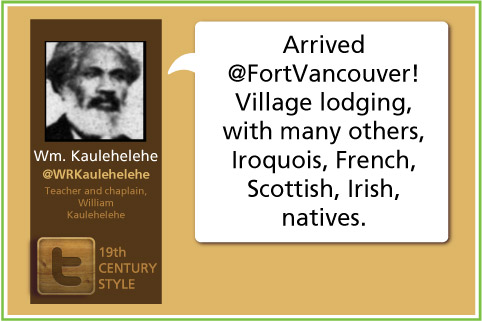 Wm. Kaulehelehe
@WRKaulehelehe
Teacher and chaplain,
William
Kaulehelehe
t
19th
CENTURY
STYLE
Arrived
@FortVancouver!
Village lodging,
with many others,
Iroquois, French,
Scottish, Irish,
natives.